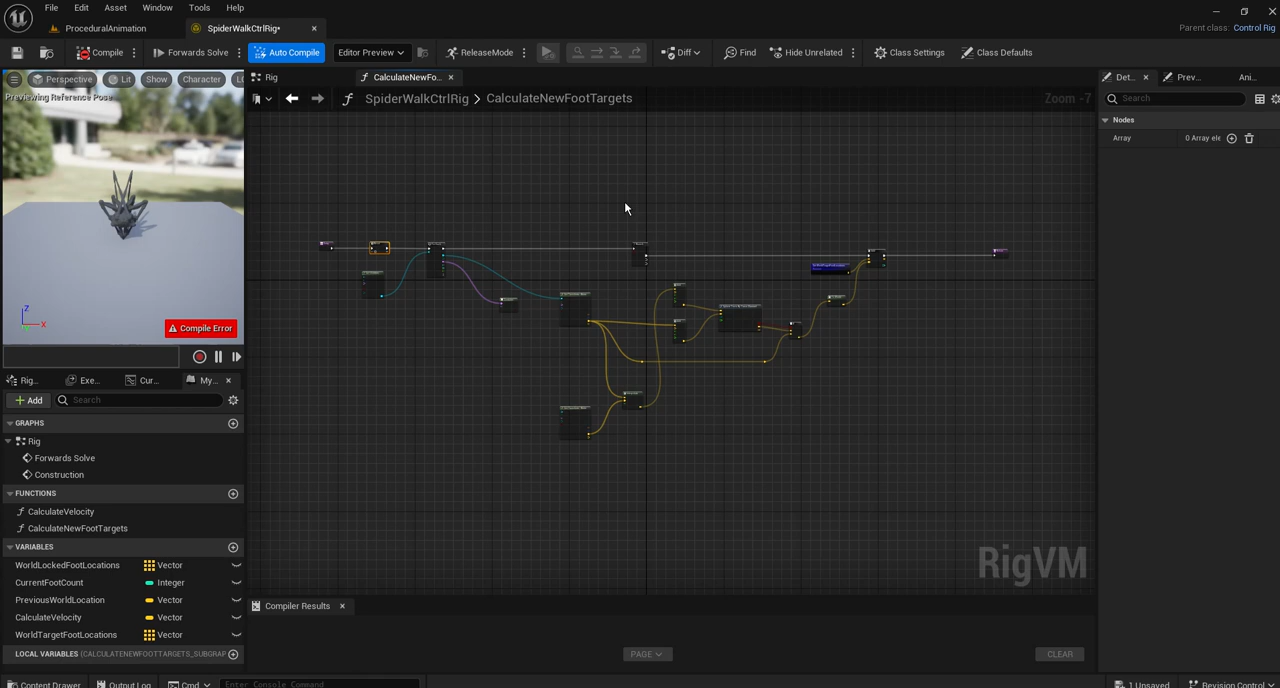 File Edit Asset Window Tools Help
ProceduralAnimation
SpiderWalkCtrlRig•
Parent class: Control Rig
Compile
Forwards Solve
Auto Compile
Editor Preview
ReleaseMode
Diff
Find
Hide Unrelated
Class Settings
Class Defaults
Perspective
Lit
Show
Character
Previewing Reference Pose
Z
X
Compile Error
Rig
CalculateNewFo...
SpiderWalkCtrlRig > CalculateNewFootTargets
Zoom -7
RigVM
Det...
Prev...
Ani...
Search
Nodes
Array
0 Array ele
Rig...
Exe...
Cur...
My...
Add
Search
GRAPHS
Rig
Forwards Solve
Construction
FUNCTIONS
CalculateVelocity
CalculateNewFootTargets
VARIABLES
WorldLockedFootLocations Vector
CurrentFootCount Integer
PreviousWorldLocation Vector
CalculateVelocity Vector
WorldTargetFootLocations Vector
LOCAL VARIABLES (CALCULATENEWFOOTTARGETS_SUBGRAP
Compiler Results
PAGE
CLEAR
Content Drawer
Output Log
Cmd
Enter Console Command
1 Unsaved
Revision Control